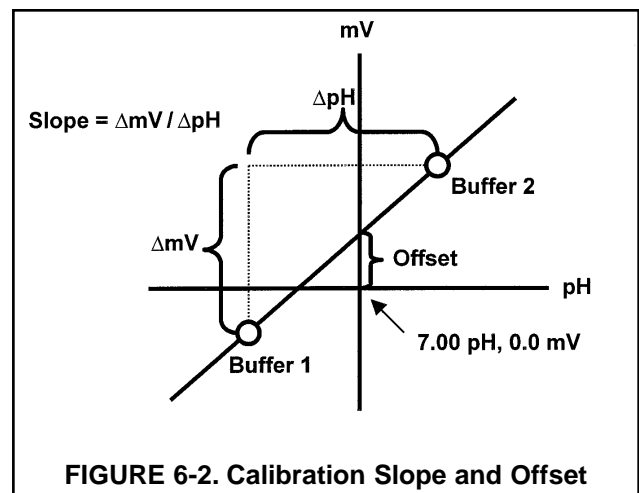 mV
ΔpH
Slope = ΔmV / ΔpH
Buffer 2
ΔmV
Offset
pH
7.00 pH, 0.0 mV
Buffer 1
FIGURE 6-2. Calibration Slope and Offset